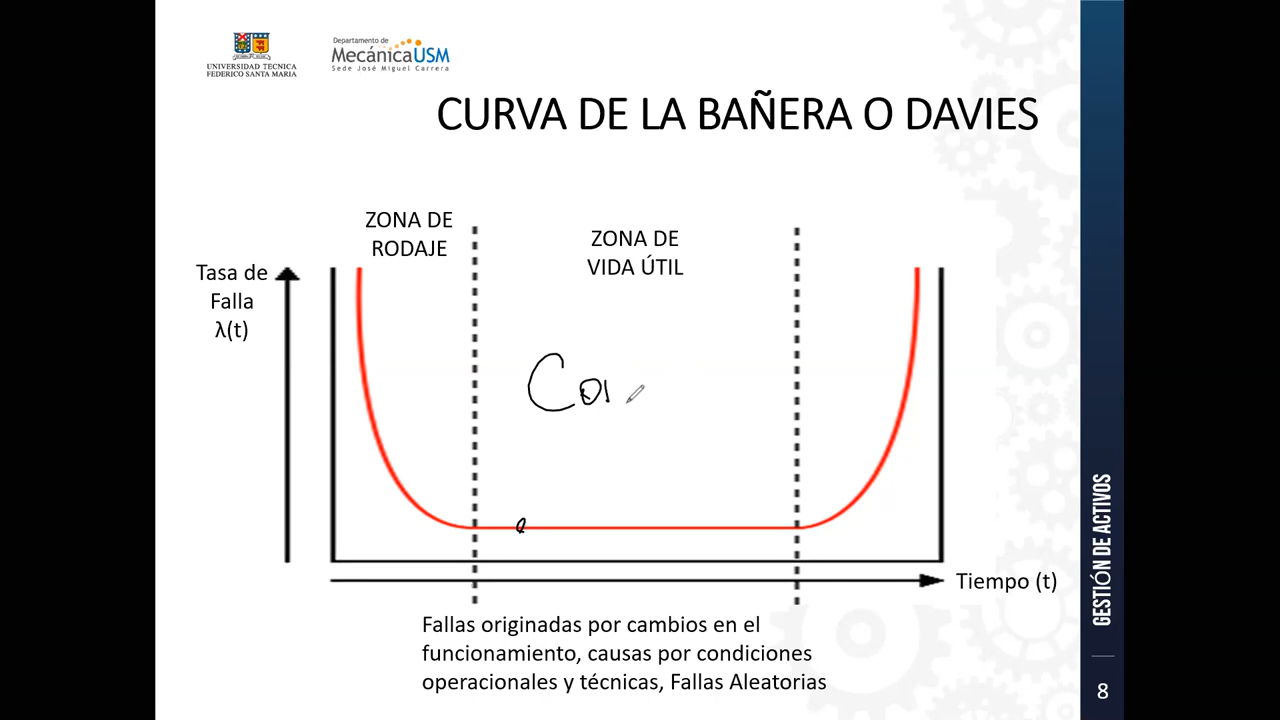 UNIVERSIDAD TECNICA
FEDERICO SANTA MARIA
Departamento de
MecánicaUSM
Sede José Miguel Carrera
CURVA DE LA BAÑERA O DAVIES
ZONA DE
RODAJE
ZONA DE
VIDA ÚTIL
Tasa de
Falla
λ(t)
Tiempo (t)
Fallas originadas por cambios en el
funcionamiento, causas por condiciones
operacionales y técnicas, Fallas Aleatorias
GESTIÓN DE ACTIVOS
8